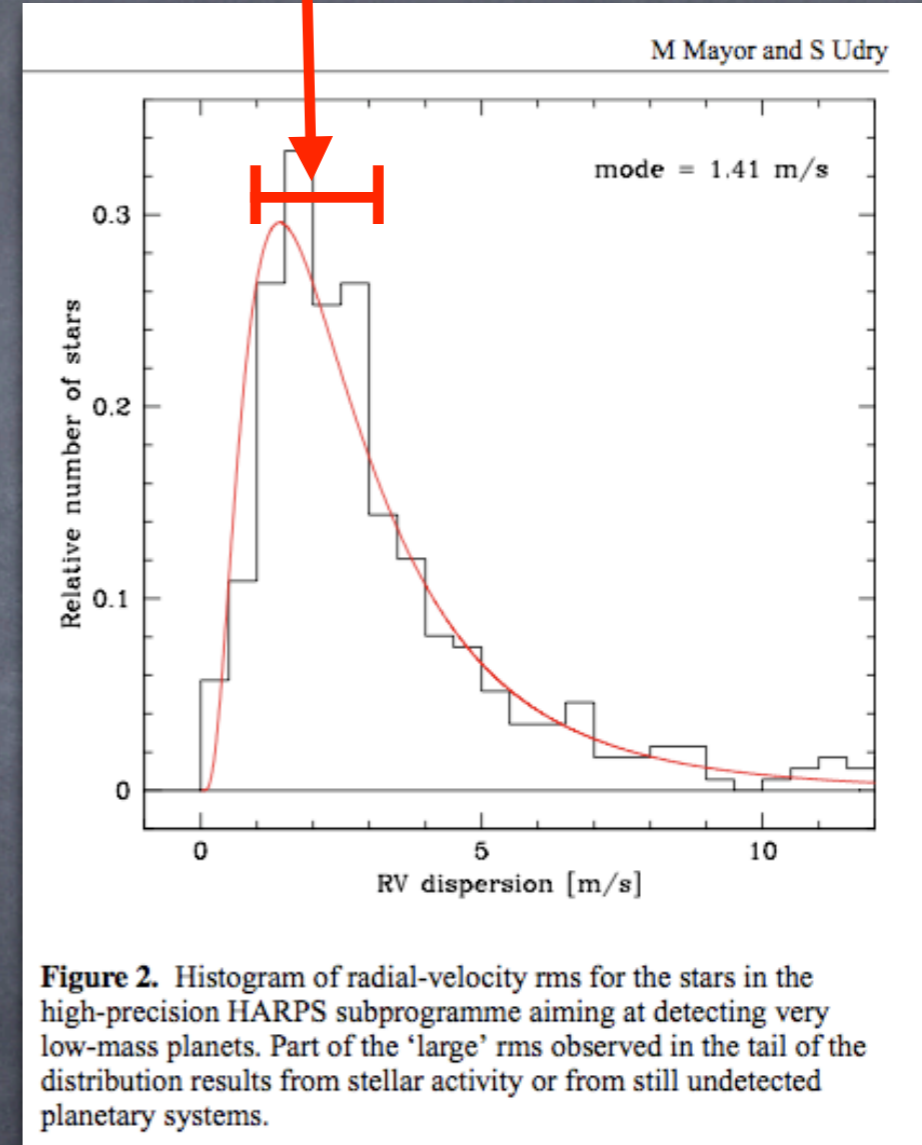 M Mayor and S Udry
mode = 1.41 m/s
0.3
0.2
0.1
0
Relative number of stars
0
5
10
RV dispersion [m/s]
Figure 2. Histogram of radial-velocity rms for the stars in the
high-precision HARPS subprogramme aiming at detecting very
low-mass planets. Part of the ‘large’ rms observed in the tail of the
distribution results from stellar activity or from still undetected
planetary systems.